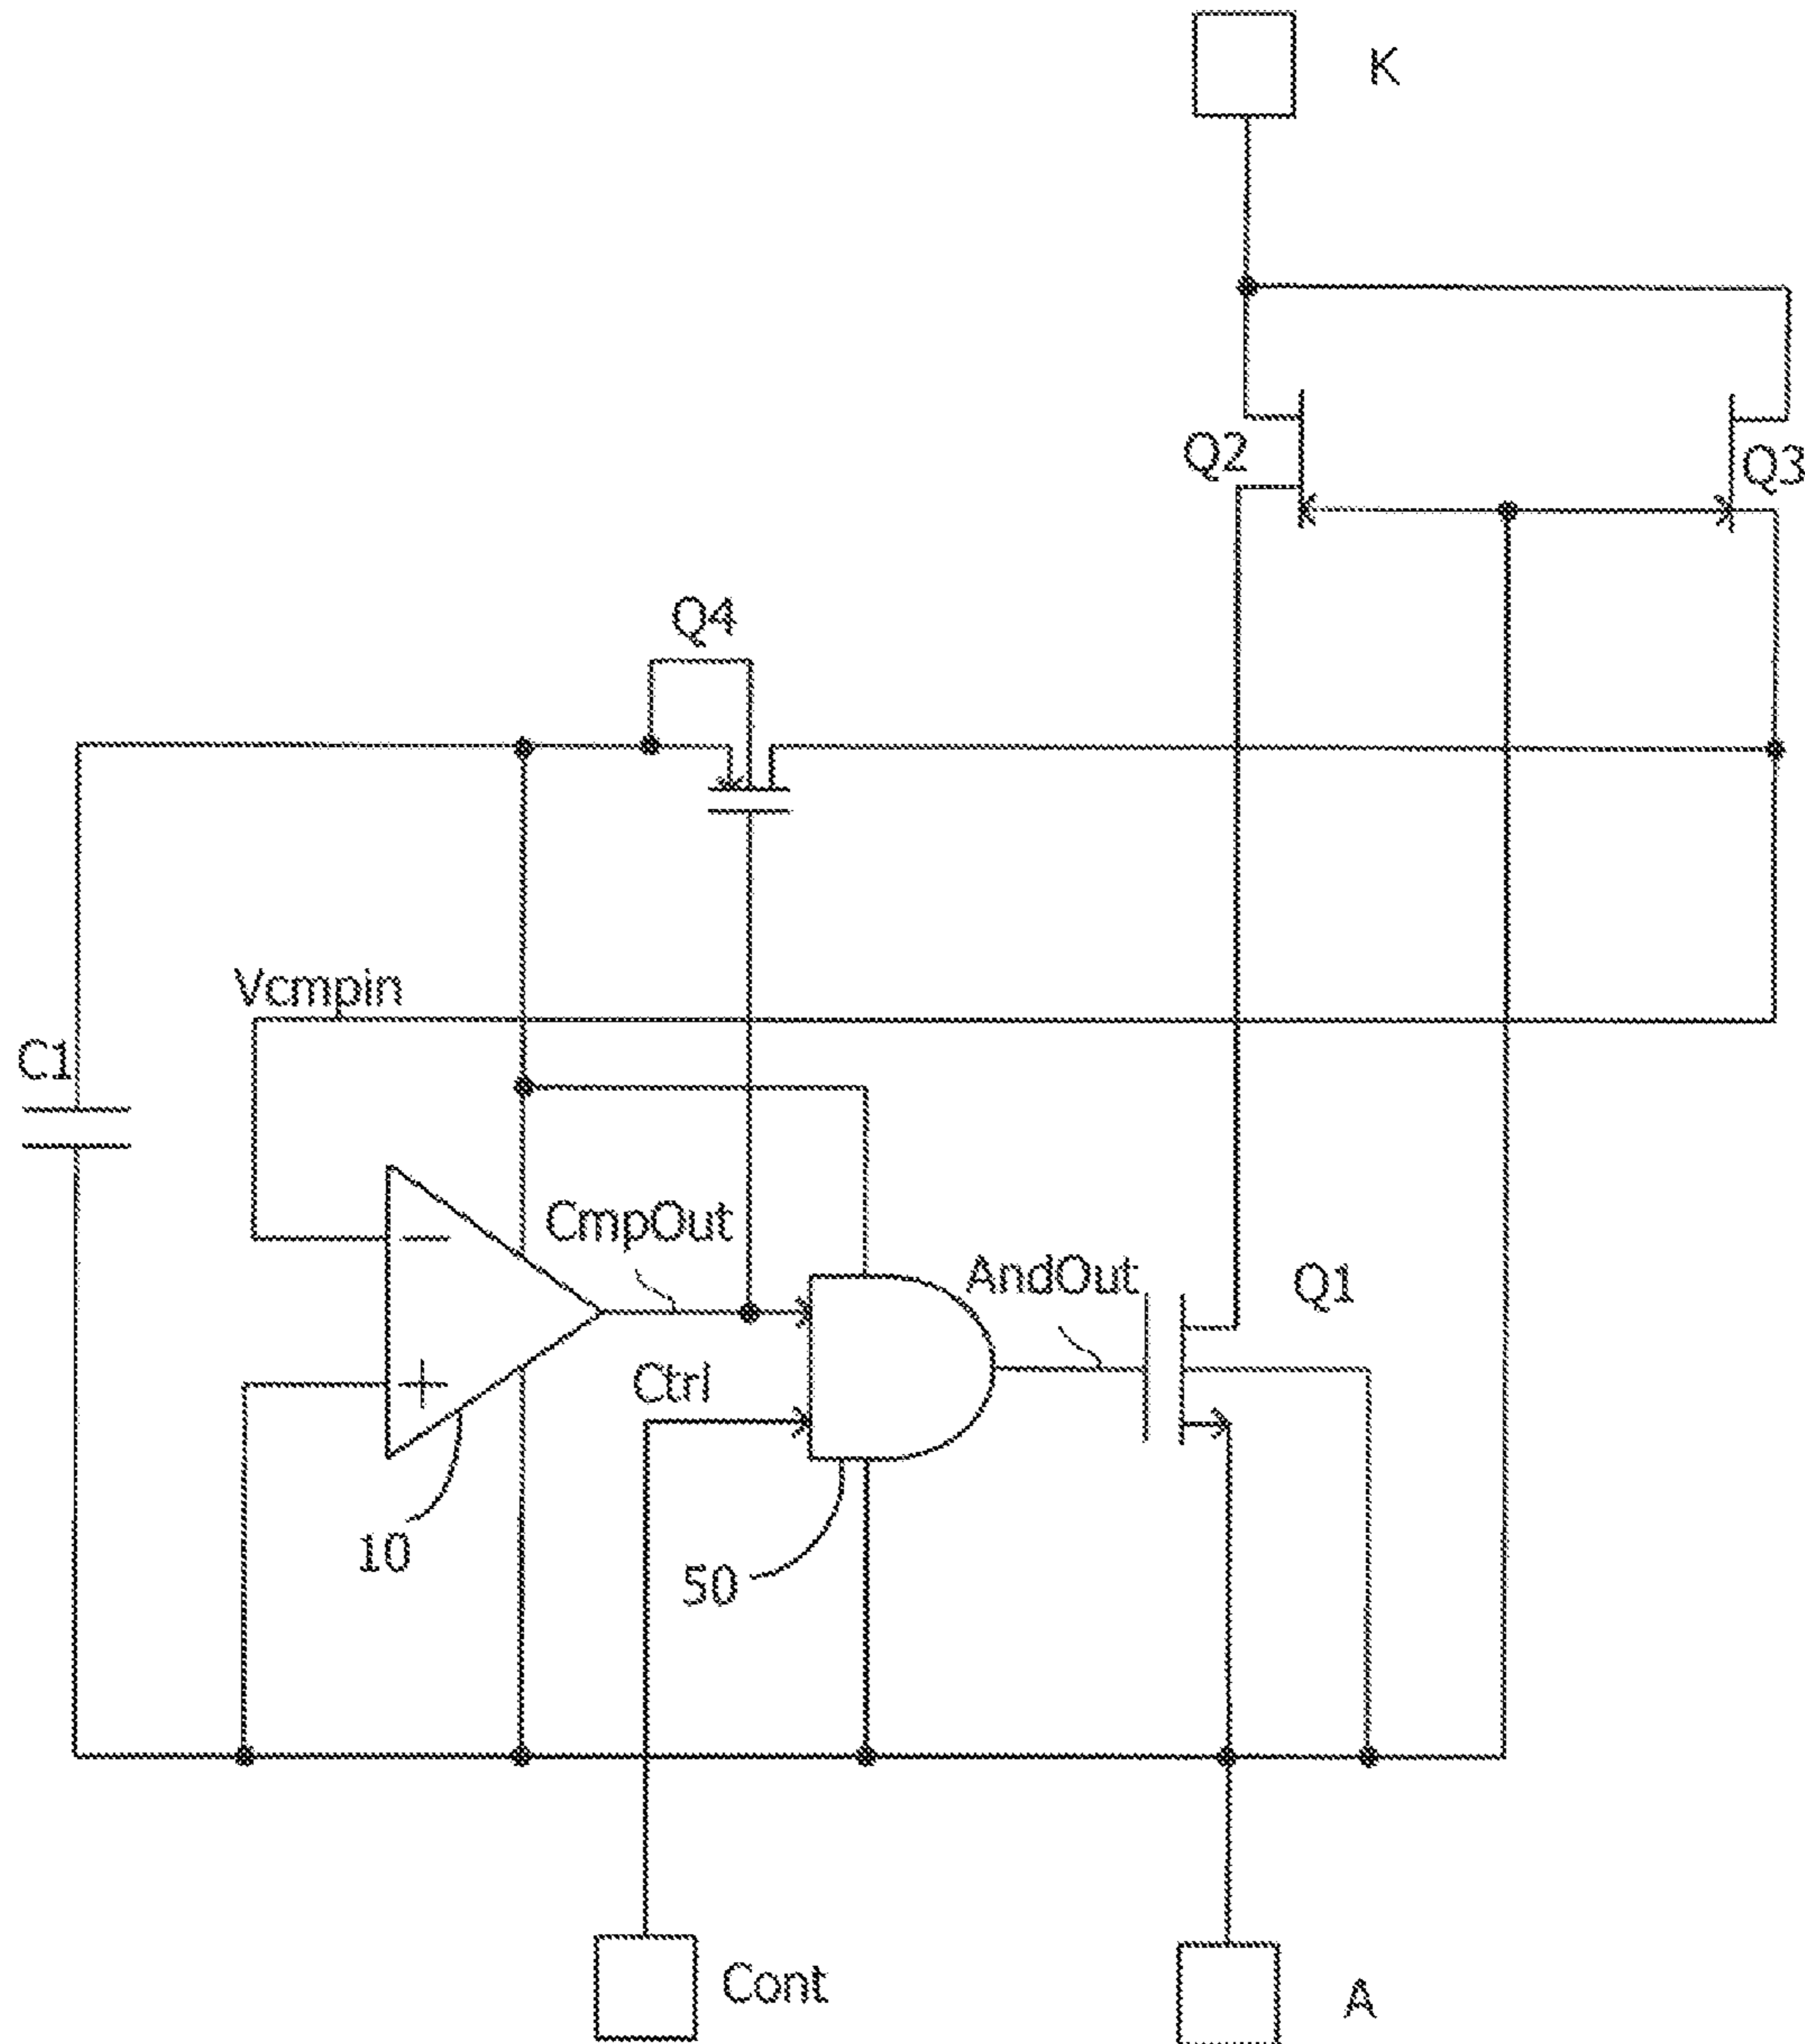 K
Q2
Q3
Q4
Vcmpin
C1
CmpOut
AndOut
Q1
Ctrl
10
50
Cont
A